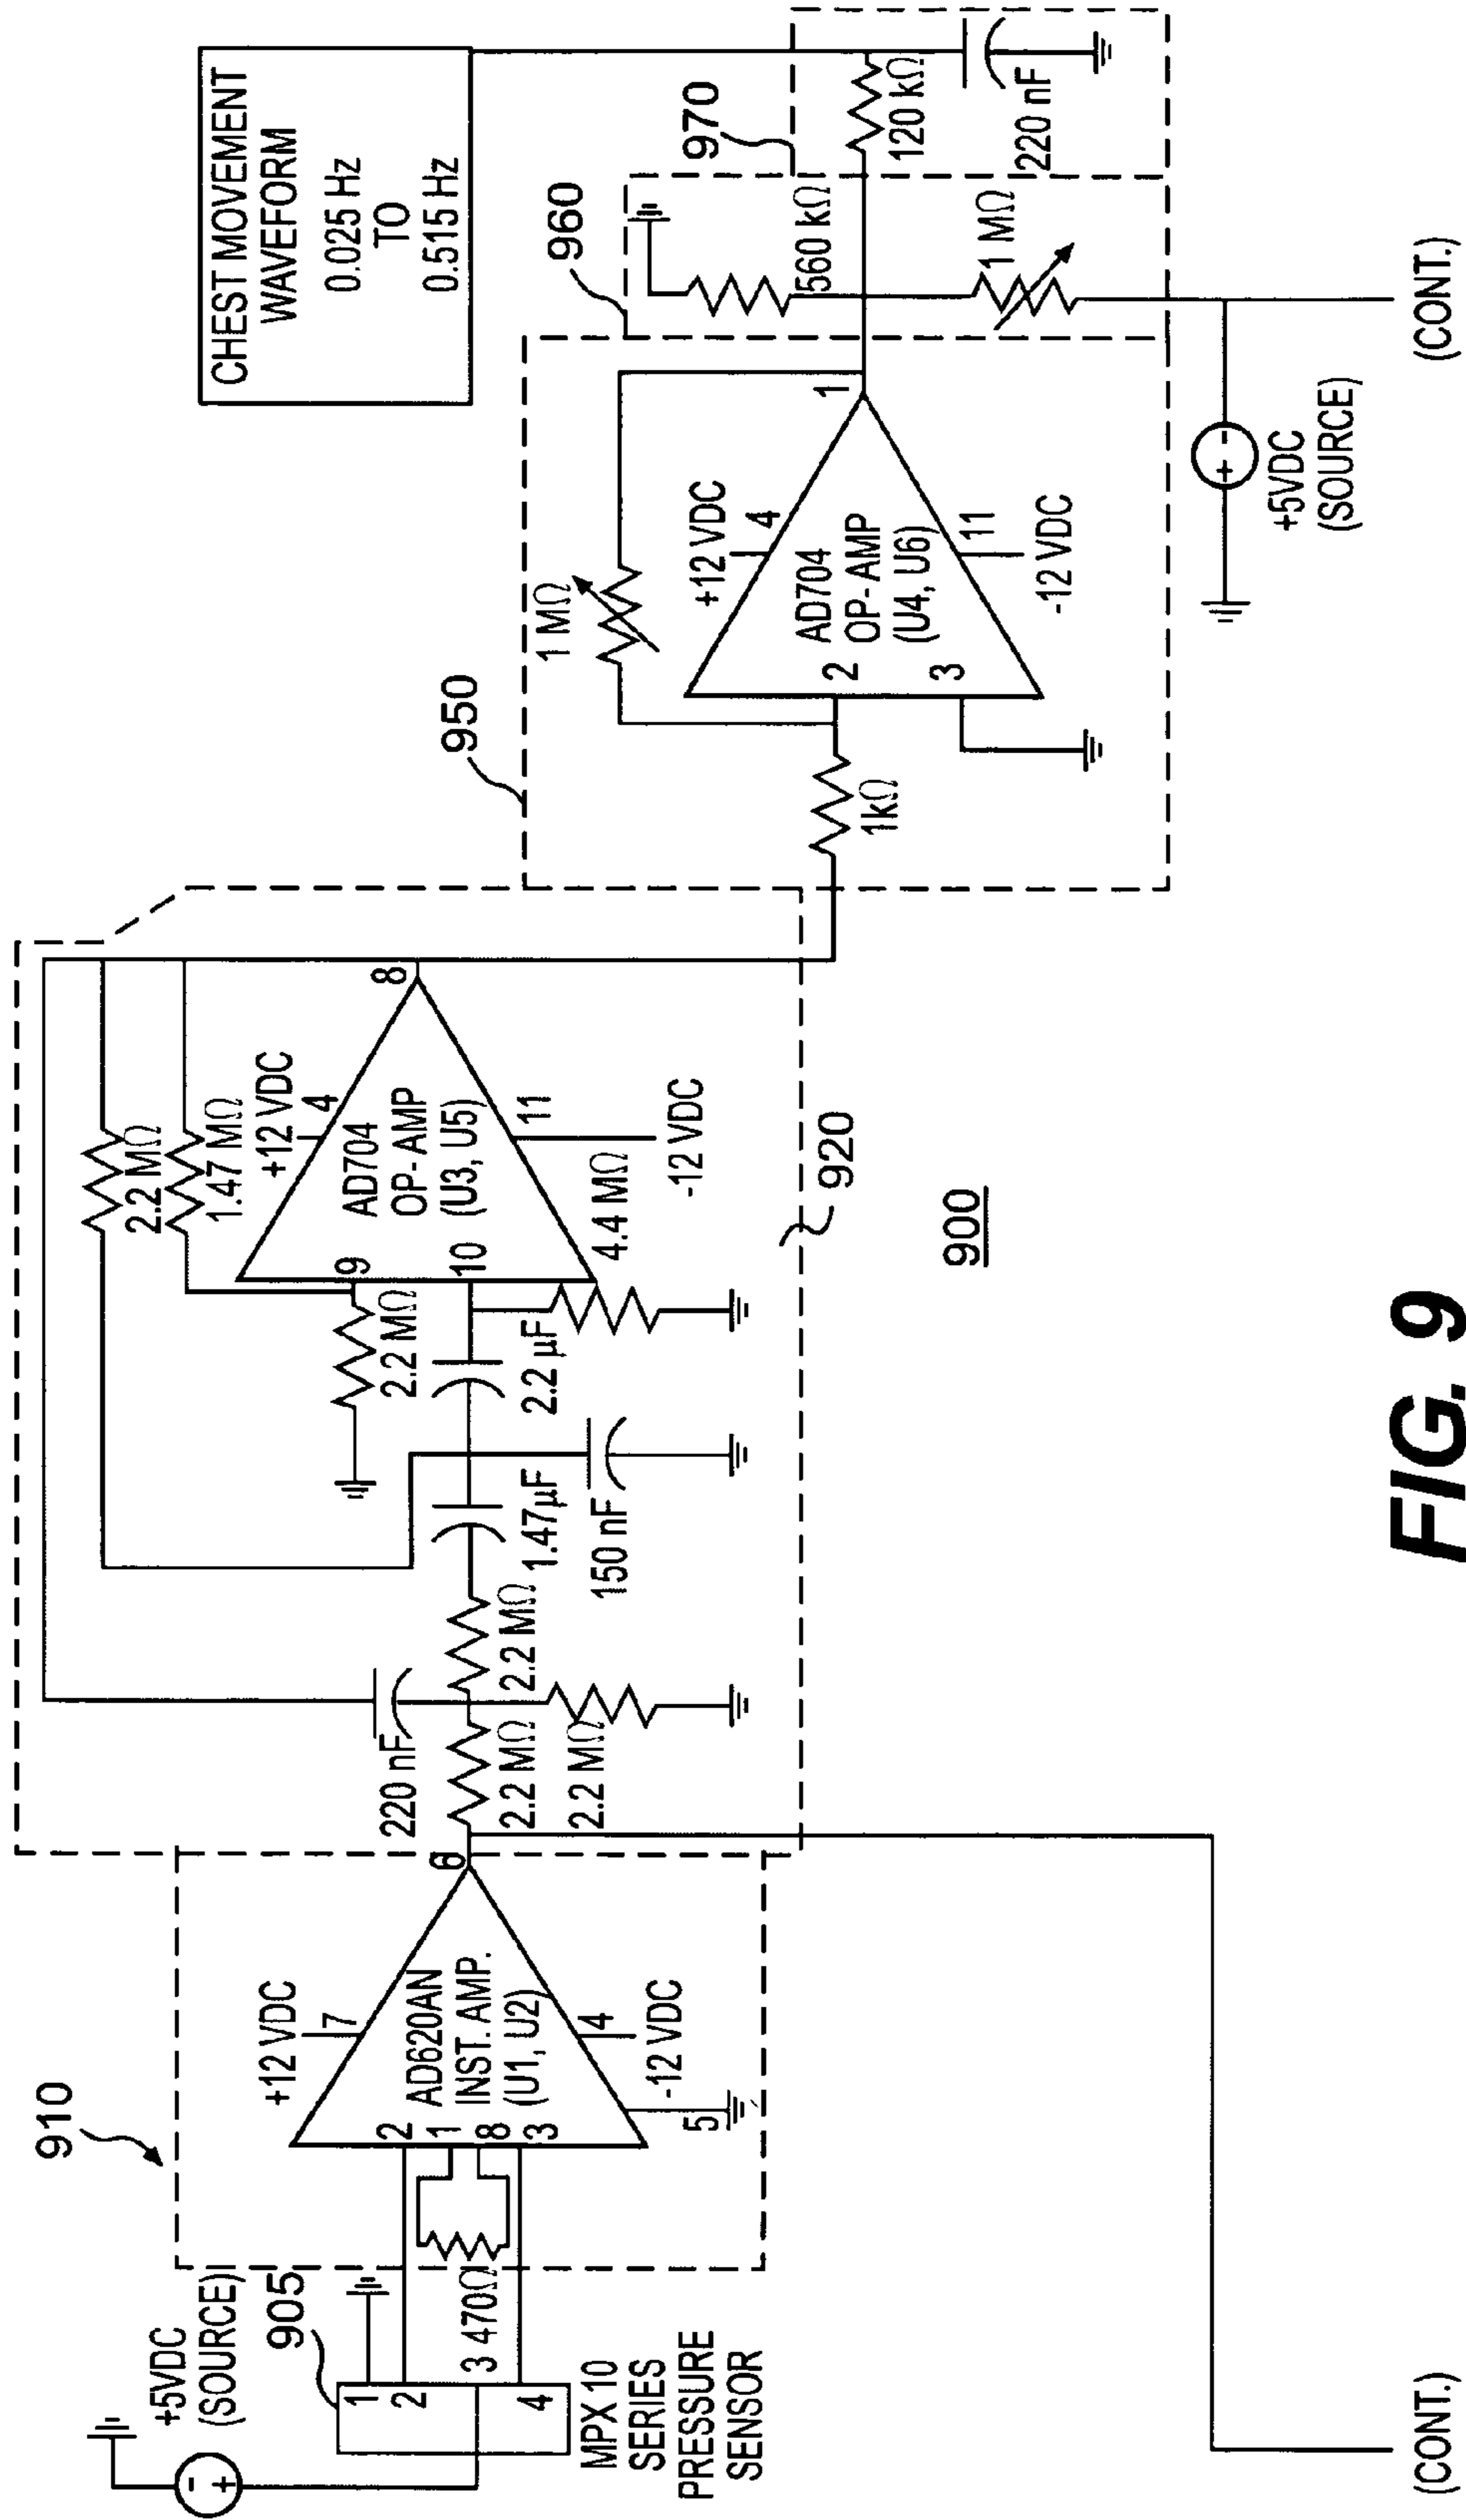 910
+5VDC
(SOURCE)
905
1
2
3
4
470Ω
MPX10
SERIES
PRESSURE
SENSOR
+12 VDC
7
2
1
8
3
AD620AN
INST. AMP.
(U1, U2)
6
4
-12 VDC
5
220 nF
2.2 MΩ
2.2 MΩ
2.2 MΩ
1.47µF
150 nF
2.2 µF
2.2 MΩ
2.2 MΩ
1.47 MΩ
+12 VDC
4
9
10
AD704
OP-AMP
(U3, U5)
8
11
4.4 MΩ
-12 VDC
920
950
1 MΩ
1kΩ
+12 VDC
4
2
3
AD704
OP-AMP
(U4, U6)
1
11
-12 VDC
960
560 kΩ
1 MΩ
970
120 kΩ
220 nF
CHEST MOVEMENT
WAVEFORM
0.025 Hz
TO
0.515 Hz
+5VDC
(SOURCE)
(CONT.)
(CONT.)
900
FIG. 9